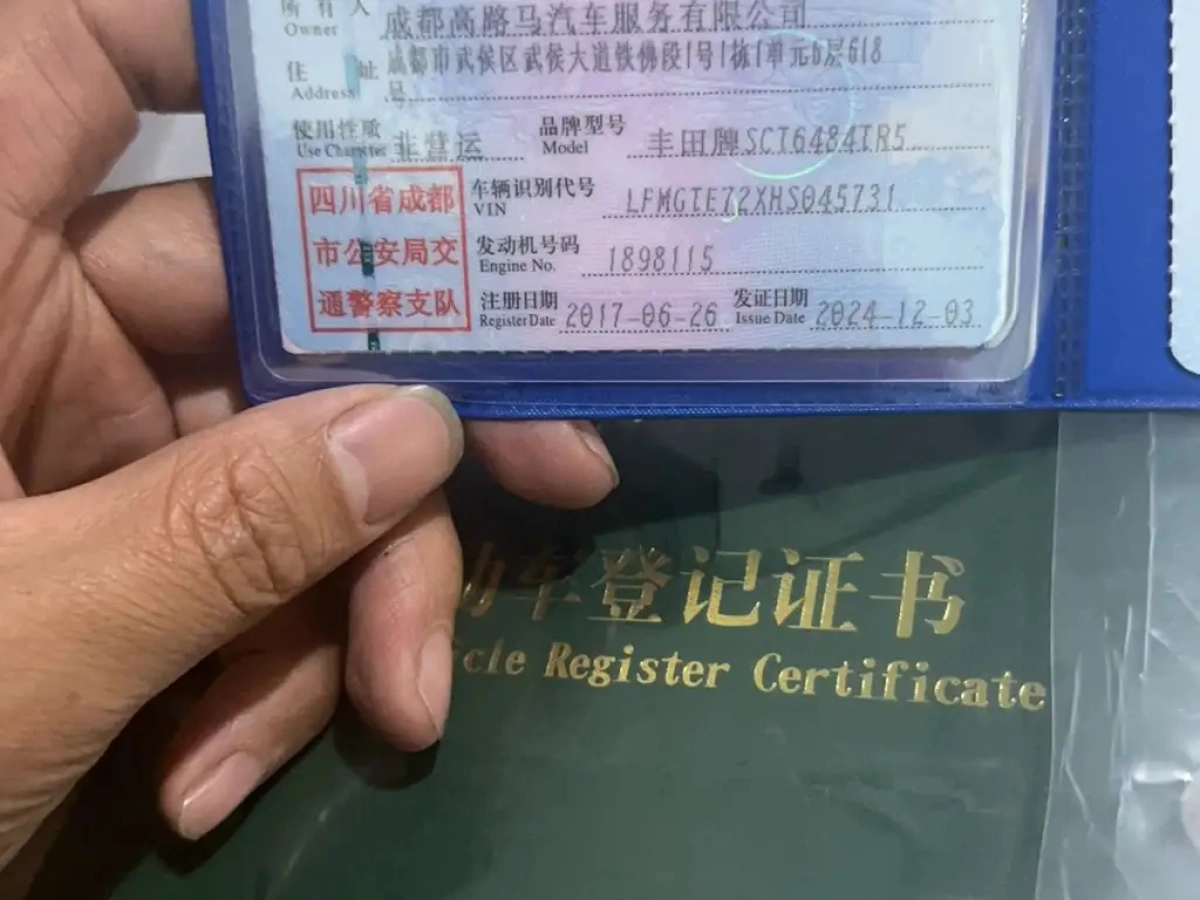 所有人 成都高路马汽车服务有限公司
Owner
住址 成都市武侯区武侯大道铁佛段1号1栋1单元6层618
Address 号
使用性质 非营运 品牌型号 丰田牌SCT6484TR5
Use Character Model
四川省成都
市公安局交
通警察支队
车辆识别代号 LFMGTE72XHS045731
VIN
发动机号码 1898115
Engine No.
注册日期 2017-06-26 发证日期 2024-12-03
Register Date Issue Date
动车登记证书
icle Register Certificate